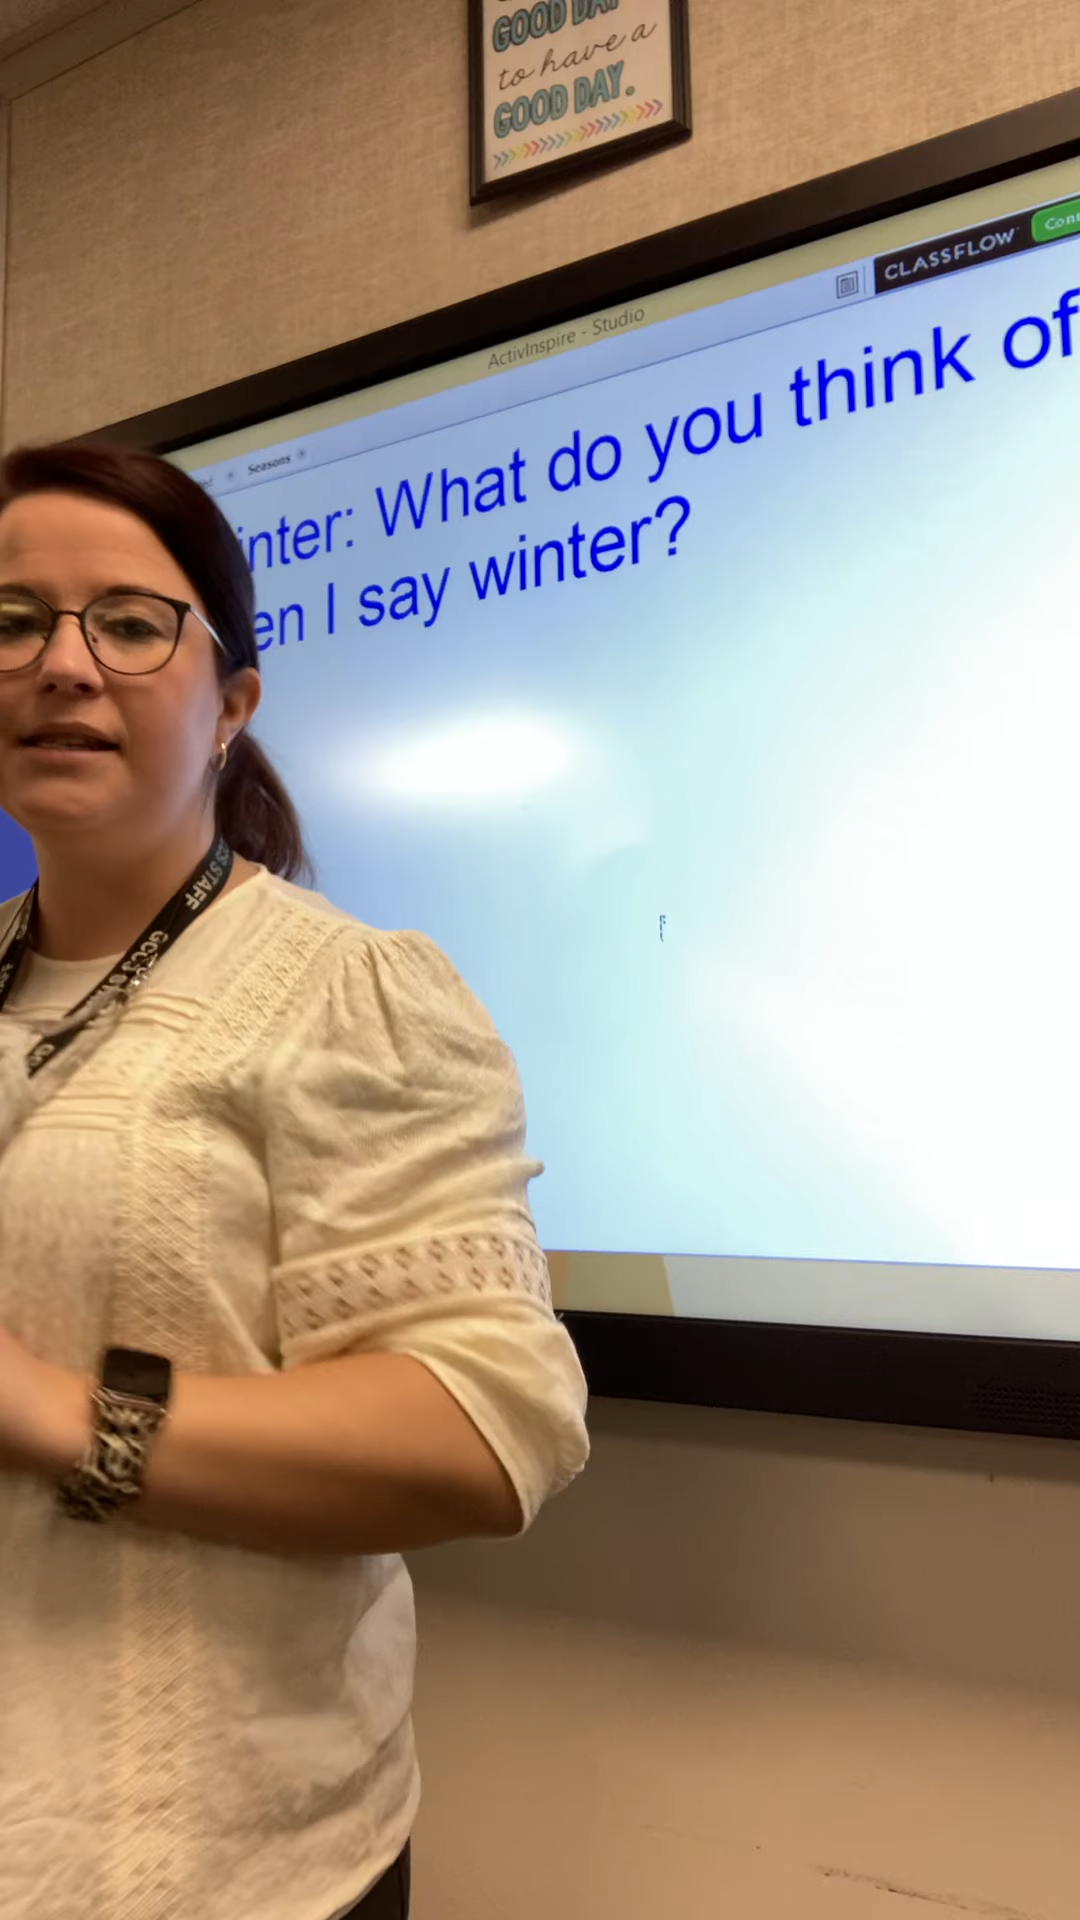 GOOD DAY
to have a
GOOD DAY.
CLASSFLOW
ActivInspire - Studio
Seasons
inter: What do you think of
en I say winter?
STAFF